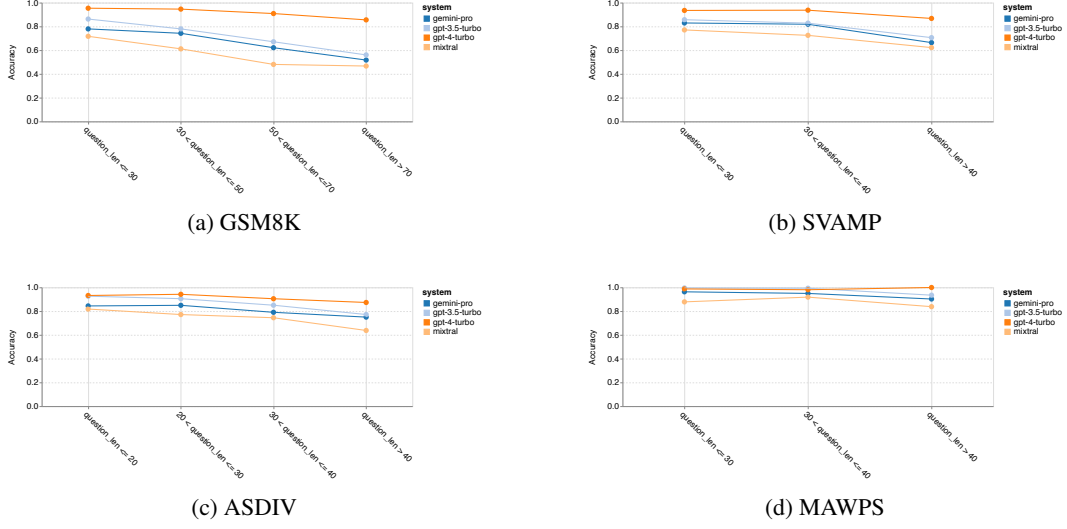 1.0
0.8
0.6
0.4
0.2
0.0
Accuracy
question_len <= 30
30 < question_len <= 50
50 < question_len <=70
question_len > 70
system
gemini-pro
gpt-3.5-turbo
gpt-4-turbo
mixtral
(a) GSM8K
1.0
0.8
0.6
0.4
0.2
0.0
Accuracy
question_len <= 30
30 < question_len <= 40
question_len > 40
system
gemini-pro
gpt-3.5-turbo
gpt-4-turbo
mixtral
(b) SVAMP
1.0
0.8
0.6
0.4
0.2
0.0
Accuracy
question_len <= 20
20 < question_len <= 30
30 < question_len <= 40
question_len > 40
system
gemini-pro
gpt-3.5-turbo
gpt-4-turbo
mixtral
(c) ASDIV
1.0
0.8
0.6
0.4
0.2
0.0
Accuracy
question_len <= 30
30 < question_len <= 40
question_len > 40
system
gemini-pro
gpt-3.5-turbo
gpt-4-turbo
mixtral
(d) MAWPS